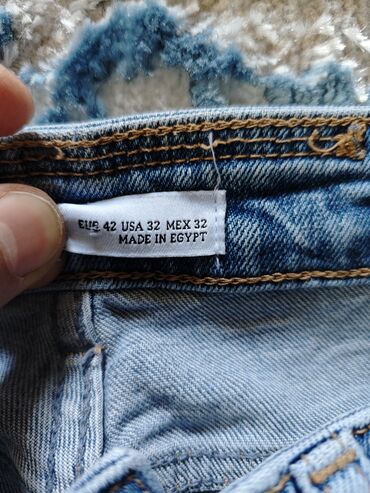 EUR 42 USA 32 MEX 32
MADE IN EGYPT